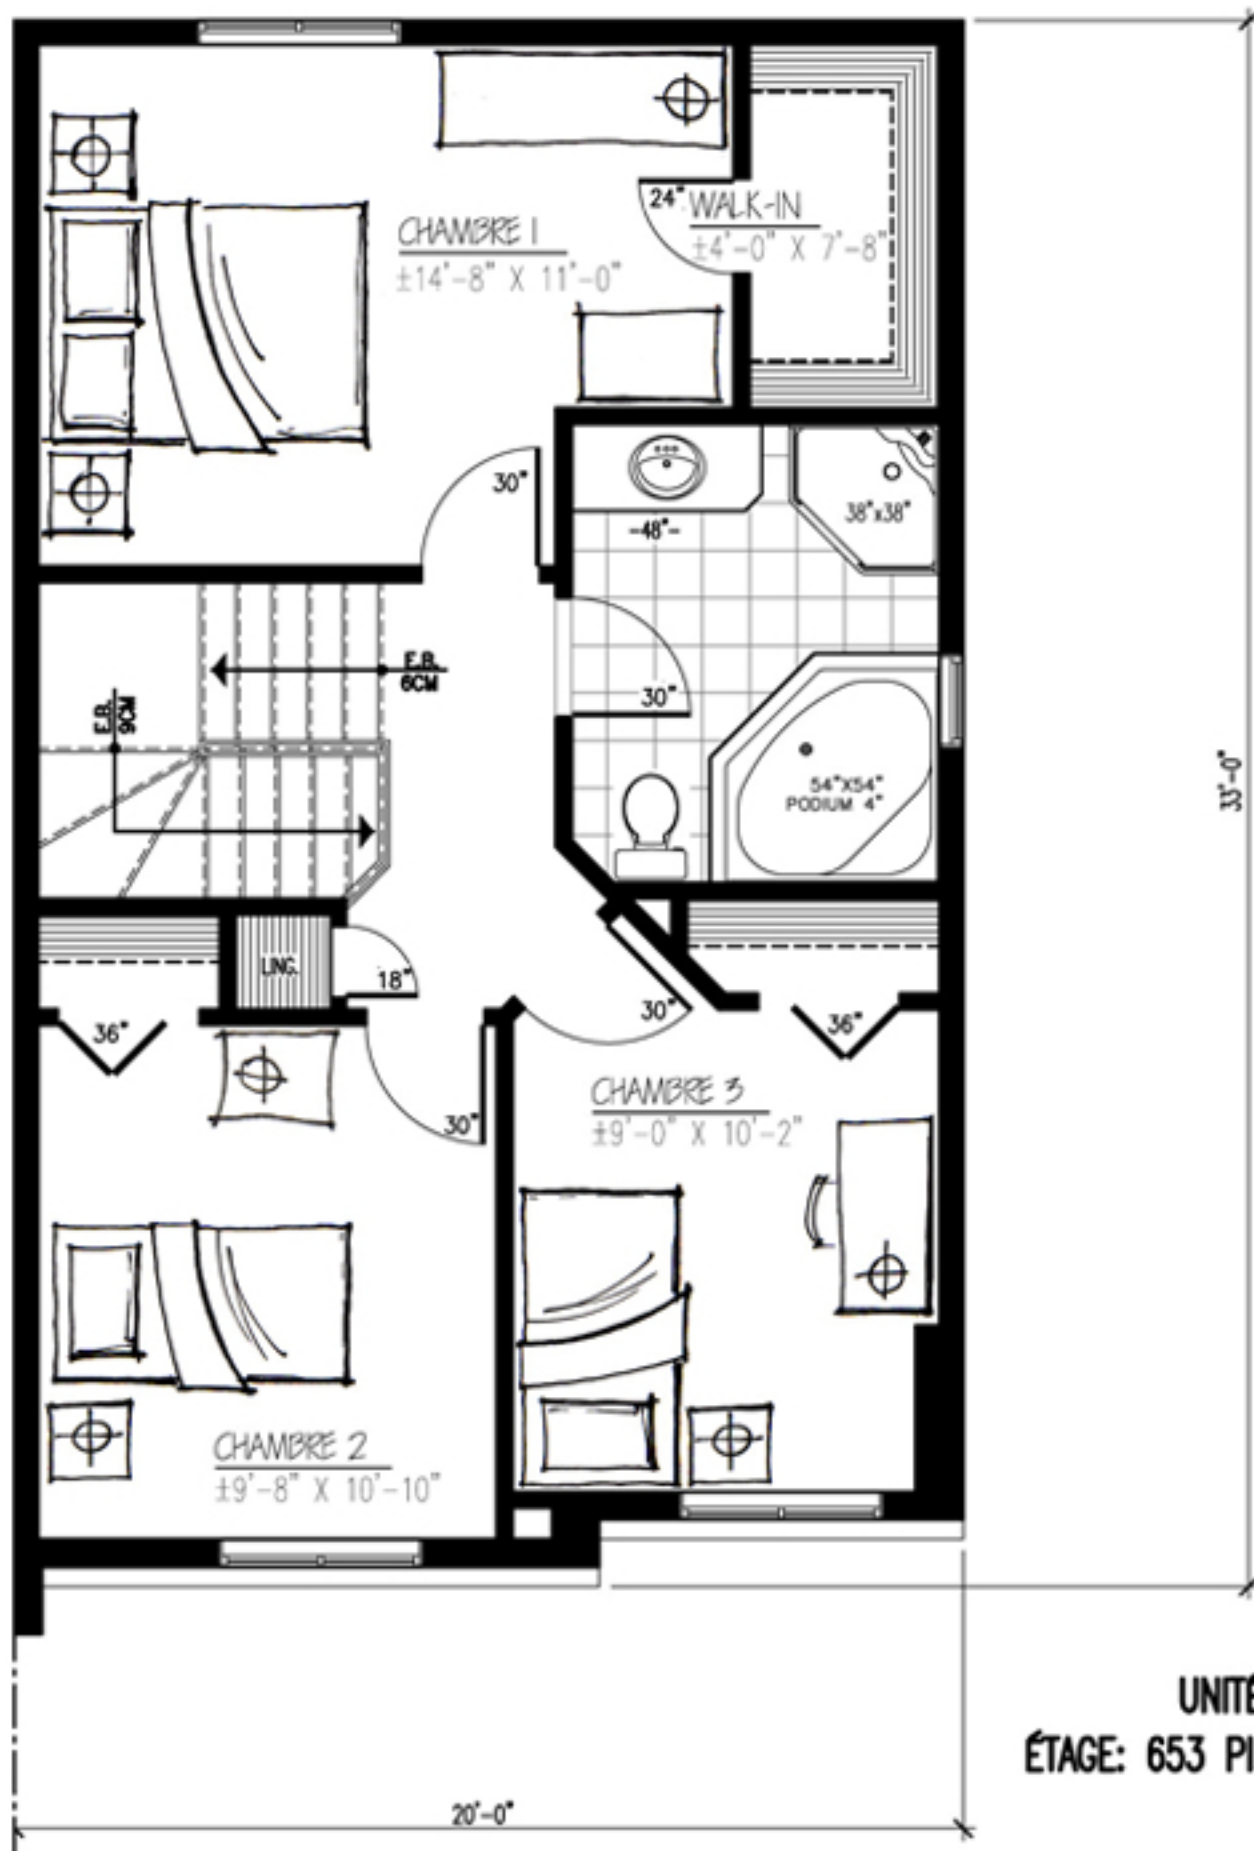 24" WALK-IN
±4'-0" X 7'-8"
CHAMBRE 1
±14'-8" X 11'-0"
30"
-48"-
38"x38"
E.B.
6CM
E.B.
9CM
30"
54"X54"
PODIUM 4"
33'-0"
LING.
18"
36"
30"
36"
CHAMBRE 3
±9'-0" X 10'-2"
30"
CHAMBRE 2
±9'-8" X 10'-10"
UNITÉ
ÉTAGE: 653 PI
20'-0"